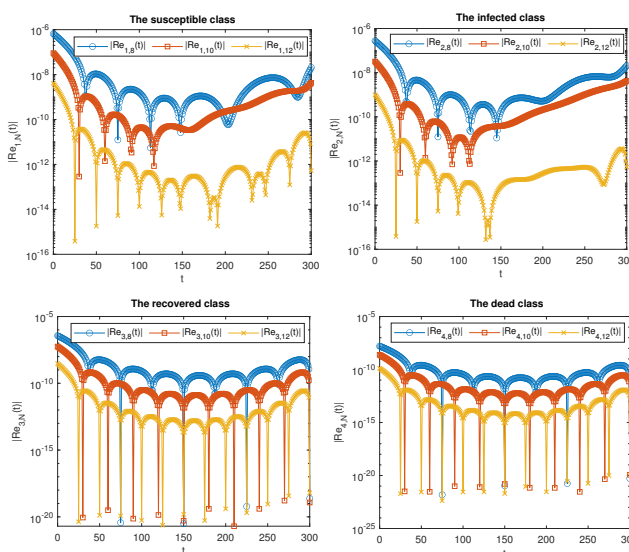 The susceptible class
|Re1,8(t)| |Re1,10(t)| |Re1,12(t)|
10-6
10-8
10-10
10-12
10-14
10-16
|Re1,N(t)|
0 50 100 150 200 250 300
t
The infected class
|Re2,8(t)| |Re2,10(t)| |Re2,12(t)|
10-6
10-8
10-10
10-12
10-14
10-16
|Re2,N(t)|
0 50 100 150 200 250 300
t
The recovered class
|Re3,8(t)| |Re3,10(t)| |Re3,12(t)|
10-5
10-10
10-15
10-20
|Re3,N(t)|
0 50 100 150 200 250 300
t
The dead class
|Re4,8(t)| |Re4,10(t)| |Re4,12(t)|
10-5
10-10
10-15
10-20
10-25
|Re4,N(t)|
0 50 100 150 200 250 300